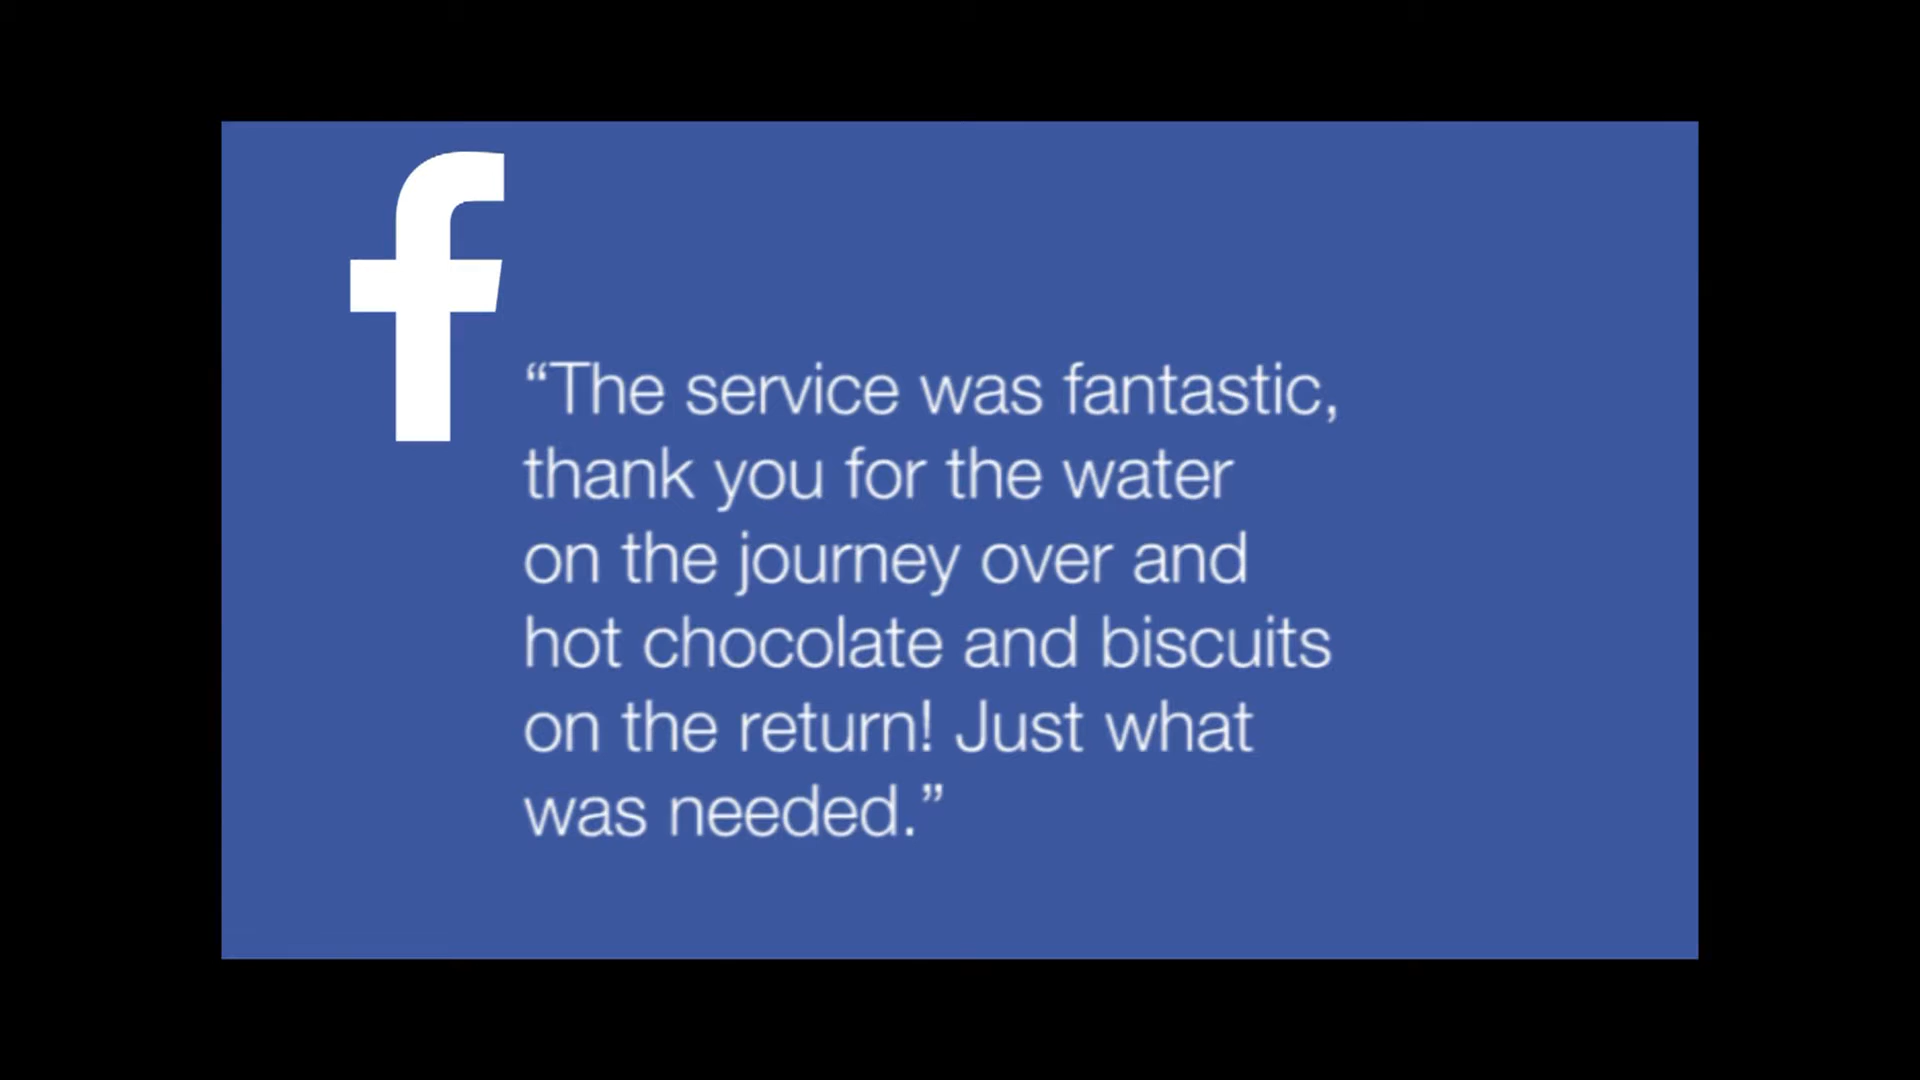 f
“The service was fantastic,
thank you for the water
on the journey over and
hot chocolate and biscuits
on the return! Just what
was needed.”